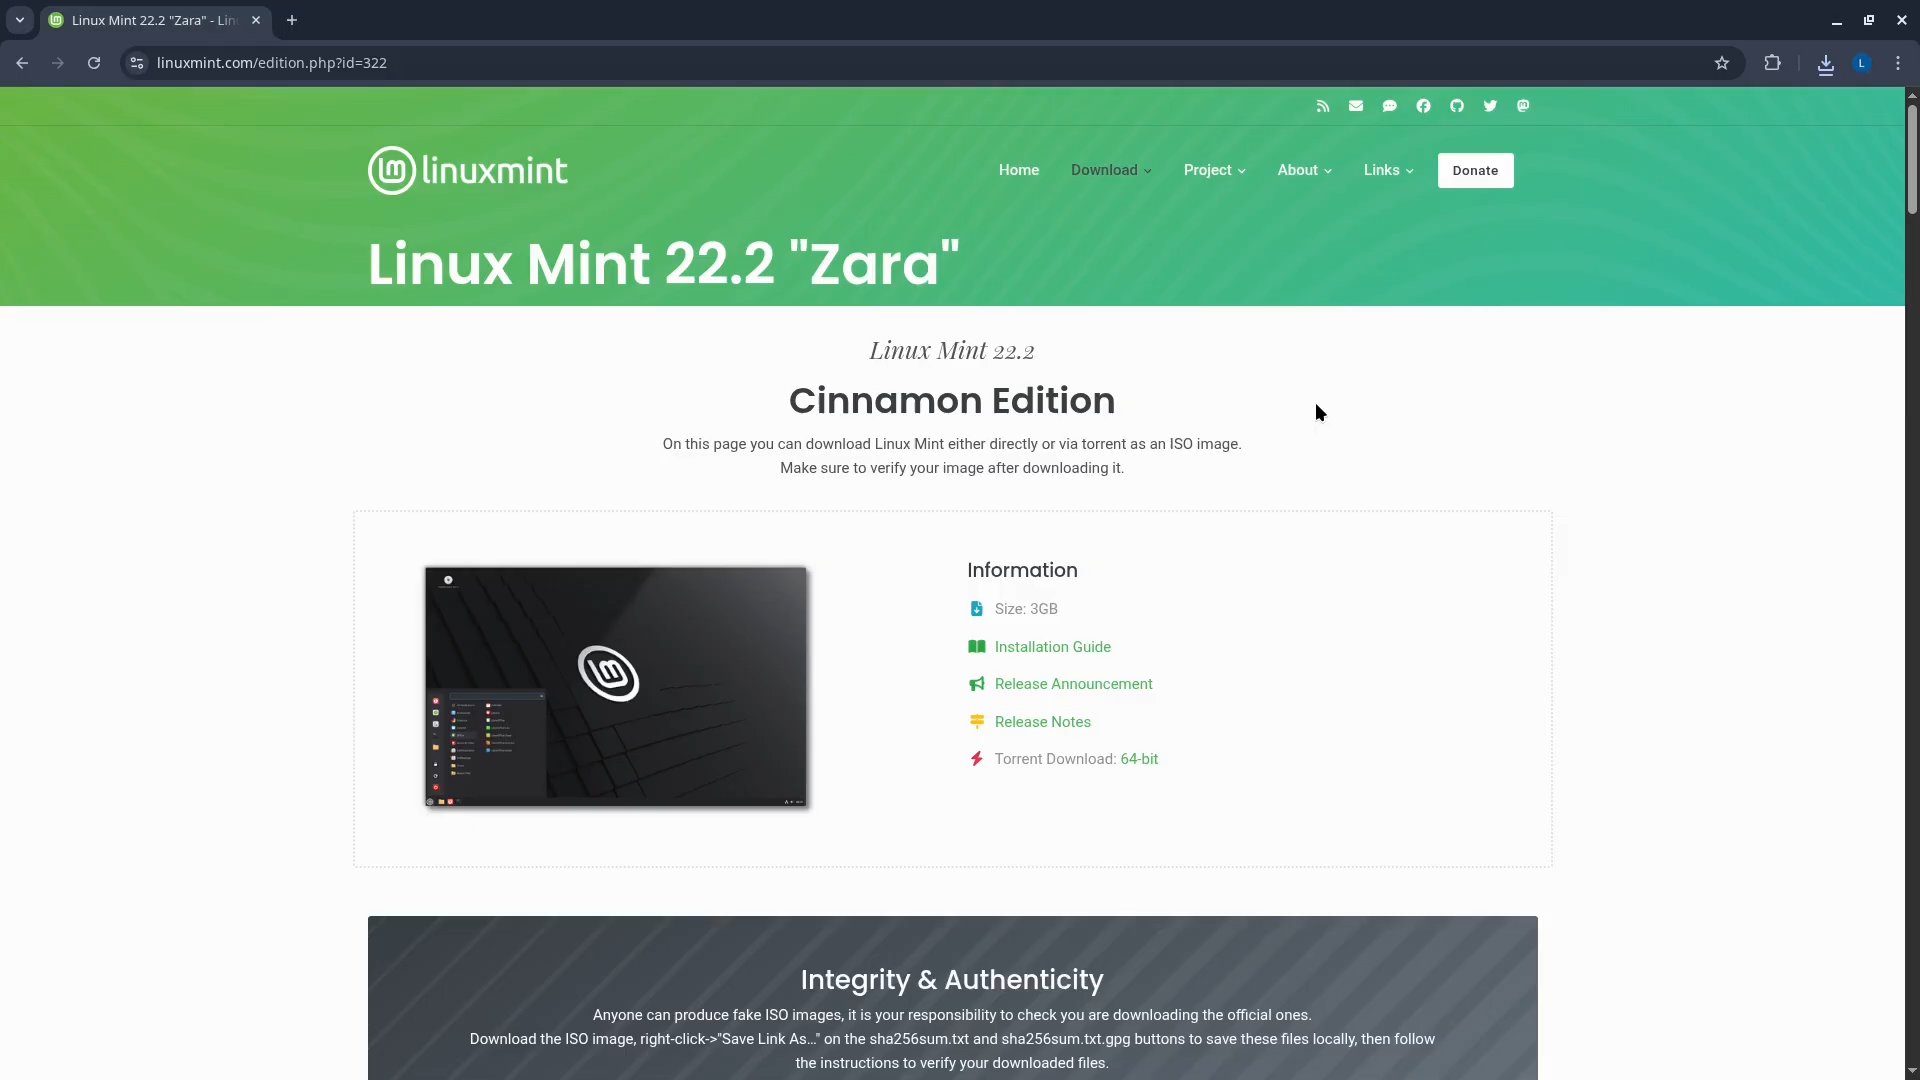 Linux Mint 22.2 "Zara" - Lin
linuxmint.com/edition.php?id=322
L
linuxmint
Home
Download
Project
About
Links
Donate
Linux Mint 22.2 "Zara"
Linux Mint 22.2
Cinnamon Edition
On this page you can download Linux Mint either directly or via torrent as an ISO image.
Make sure to verify your image after downloading it.
Information
Size: 3GB
Installation Guide
Release Announcement
Release Notes
Torrent Download: 64-bit
Integrity & Authenticity
Anyone can produce fake ISO images, it is your responsibility to check you are downloading the official ones.
Download the ISO image, right-click->"Save Link As..." on the sha256sum.txt and sha256sum.txt.gpg buttons to save these files locally, then follow
the instructions to verify your downloaded files.